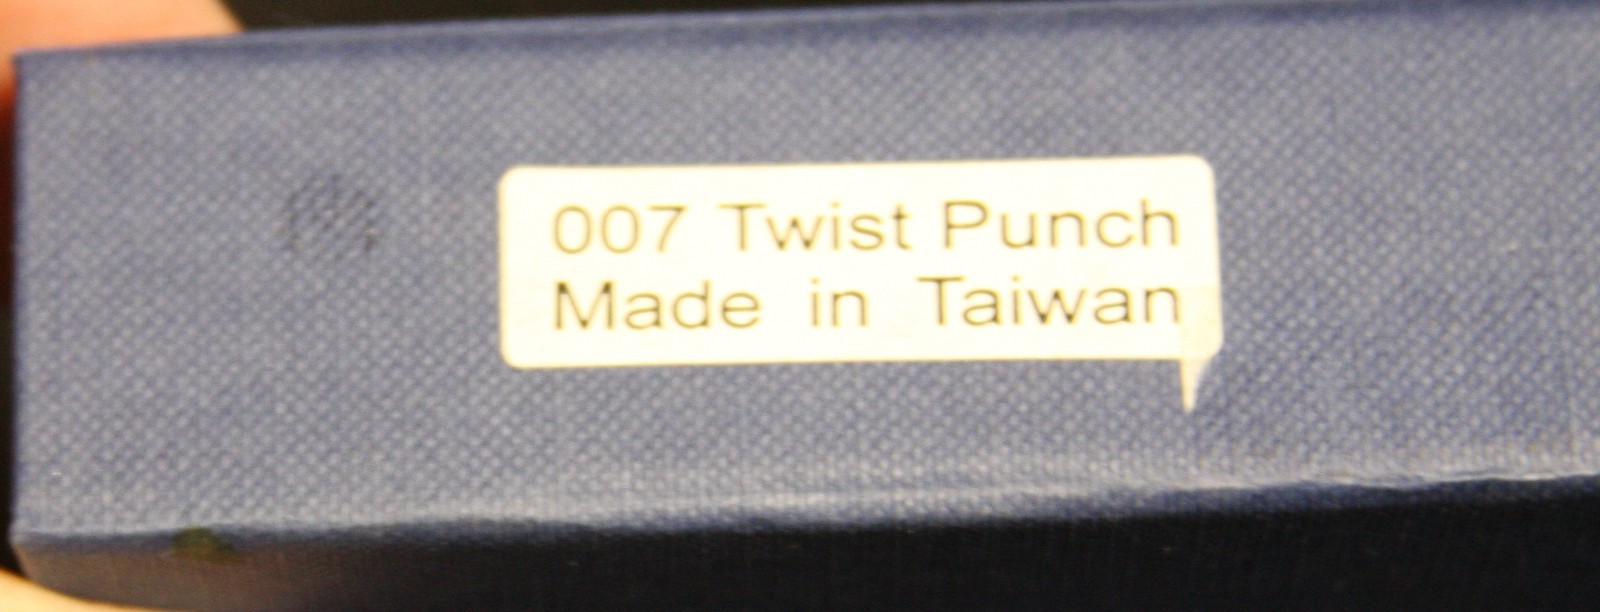 007 Twist Punch
Made in Taiwan